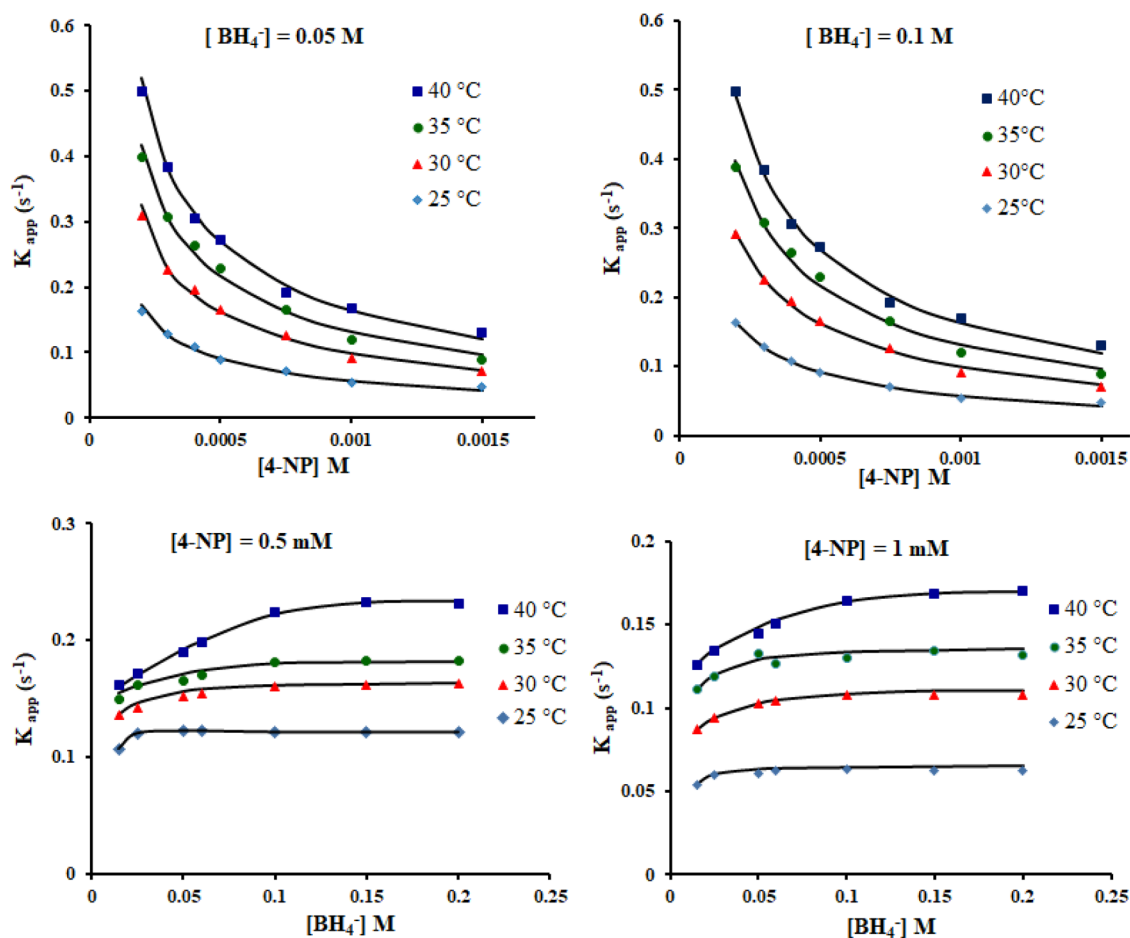 [ BH₄⁻] = 0.05 M
0.6
0.5
0.4
0.3
0.2
0.1
0
K app (s⁻¹)
40 °C
35 °C
30 °C
25 °C
0
0.0005
0.001
0.0015
[4-NP] M
[ BH₄⁻] = 0.1 M
0.6
0.5
0.4
0.3
0.2
0.1
0
K app (s⁻¹)
40°C
35°C
30°C
25°C
0
0.0005
0.001
0.0015
[4-NP] M
[4-NP] = 0.5 mM
0.3
0.2
0.1
0
K app (s⁻¹)
40 °C
35 °C
30 °C
25 °C
0
0.05
0.1
0.15
0.2
0.25
[BH₄⁻] M
[4-NP] = 1 mM
0.2
0.15
0.1
0.05
0
K app (s⁻¹)
40 °C
35 °C
30 °C
25 °C
0
0.05
0.1
0.15
0.2
0.25
[BH₄⁻] M